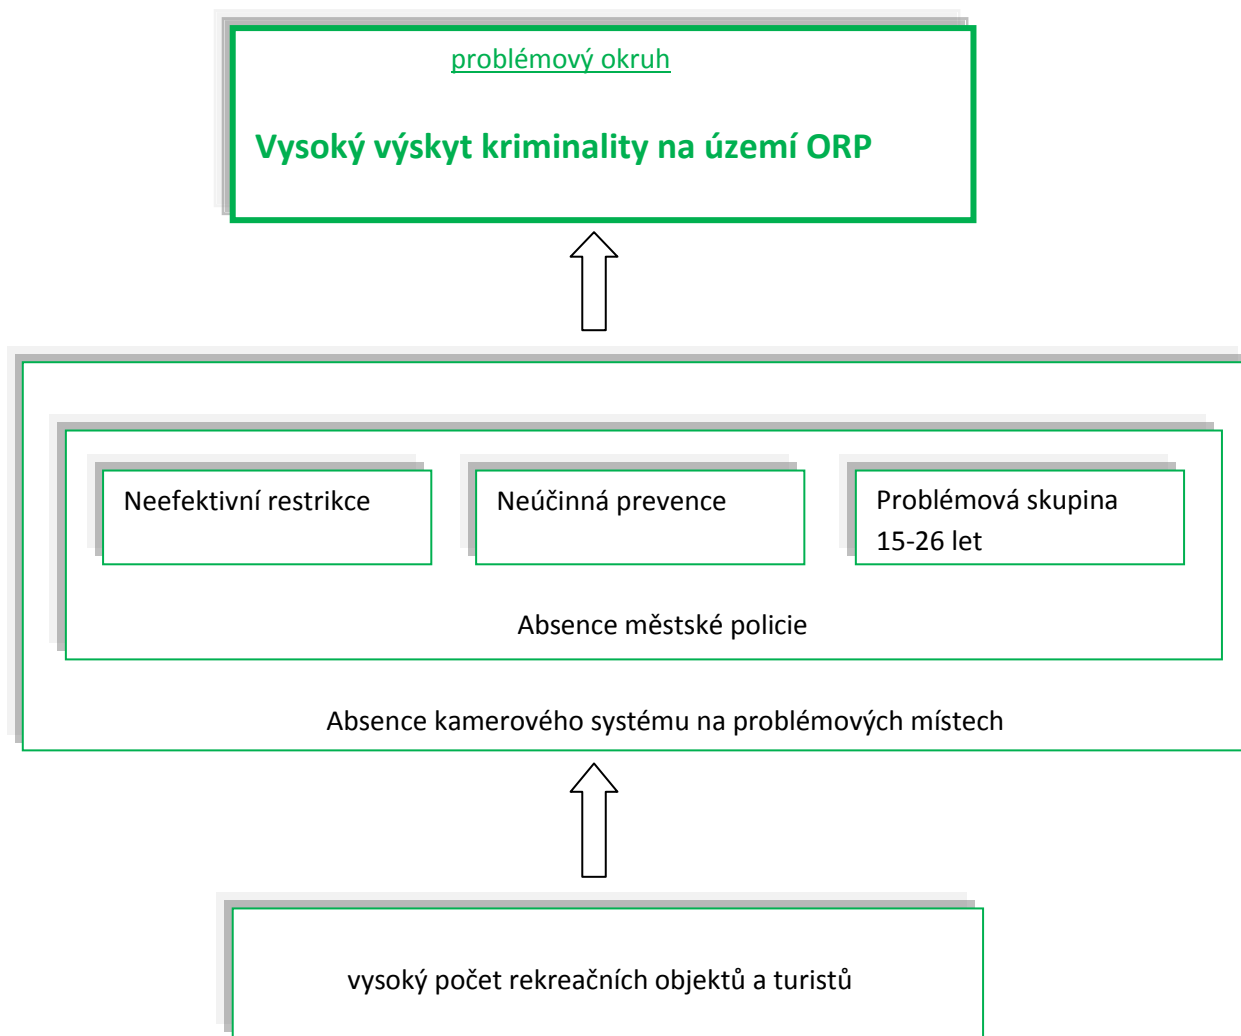 problémový okruh
Vysoký výskyt kriminality na území ORP
Neefektivní restrikce
Neúčinná prevence
Problémová skupina
15-26 let
Absence městské policie
Absence kamerového systému na problémových místech
vysoký počet rekreačních objektů a turistů